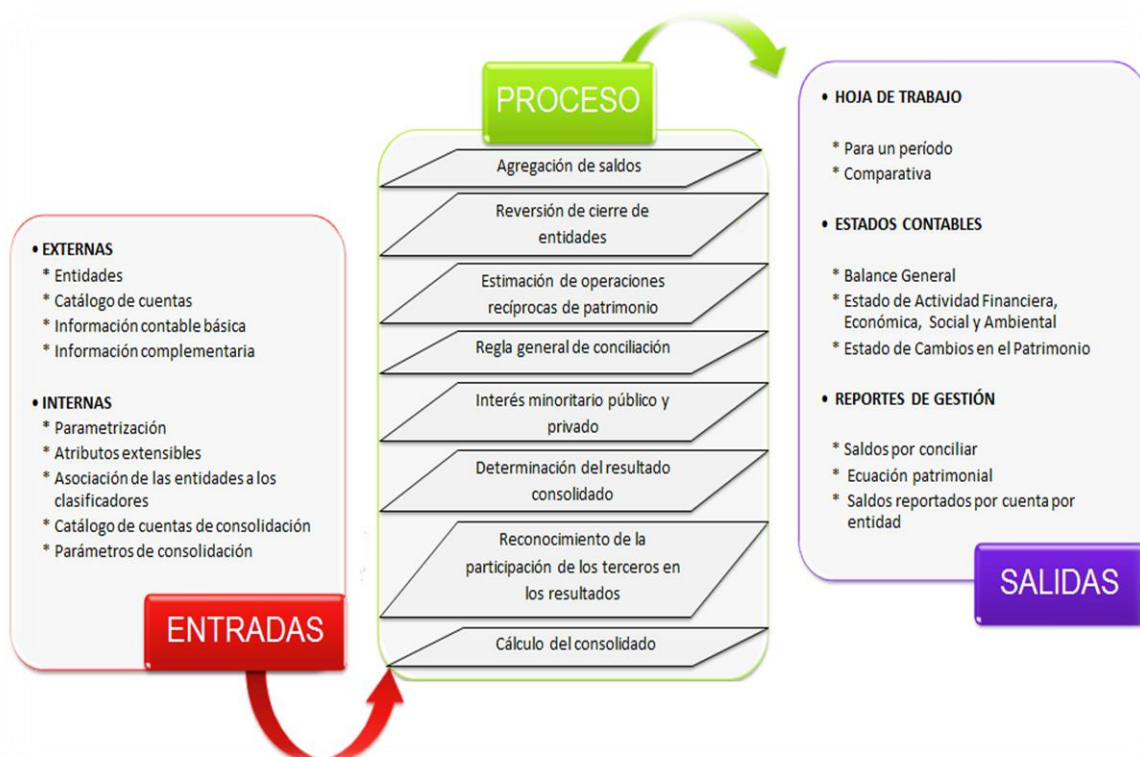 • EXTERNAS
* Entidades
* Catálogo de cuentas
* Información contable básica
* Información complementaria
• INTERNAS
* Parametrización
* Atributos extensibles
* Asociación de las entidades a los
clasificadores
* Catálogo de cuentas de consolidación
* Parámetros de consolidación
ENTRADAS
PROCESO
Agregación de saldos
Reversión de cierre de
entidades
Estimación de operaciones
recíprocas de patrimonio
Regla general de conciliación
Interés minoritario público y
privado
Determinación del resultado
consolidado
Reconocimiento de la
participación de los terceros en
los resultados
Cálculo del consolidado
• HOJA DE TRABAJO
* Para un período
* Comparativa
• ESTADOS CONTABLES
* Balance General
* Estado de Actividad Financiera,
Económica, Social y Ambiental
* Estado de Cambios en el Patrimonio
• REPORTES DE GESTIÓN
* Saldos por conciliar
* Ecuación patrimonial
* Saldos reportados por cuenta por
entidad
SALIDAS